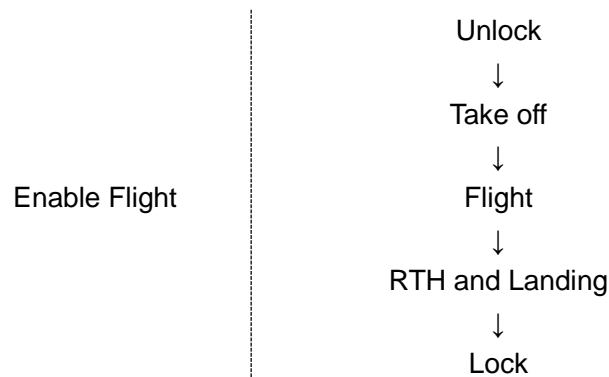 Unlock
↓
Take off
↓
Enable Flight
Flight
↓
RTH and Landing
↓
Lock